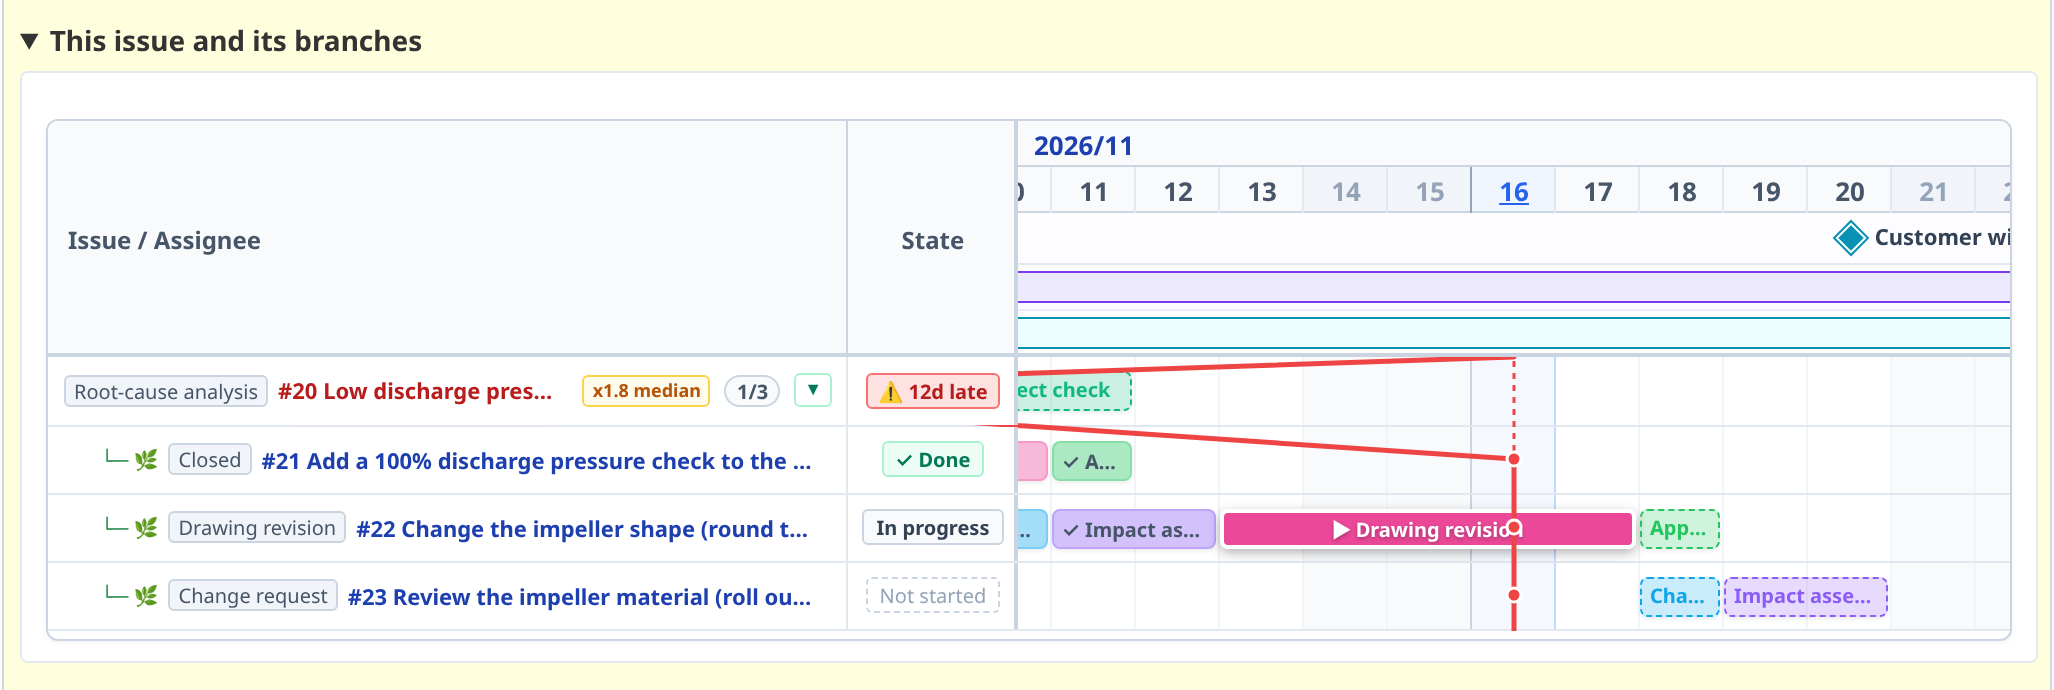 ▼ This issue and its branches
Issue / Assignee
State
2026/11
11 12 13 14 15 16 17 18 19 20 21
Customer wi
Root-cause analysis #20 Low discharge pres... x1.8 median 1/3 ▼ ⚠️ 12d late ect check
Closed #21 Add a 100% discharge pressure check to the ... ✓ Done ✓ A...
Drawing revision #22 Change the impeller shape (round t... In progress ✓ Impact as... ▶ Drawing revision App...
Change request #23 Review the impeller material (roll ou... Not started Cha... Impact asse...